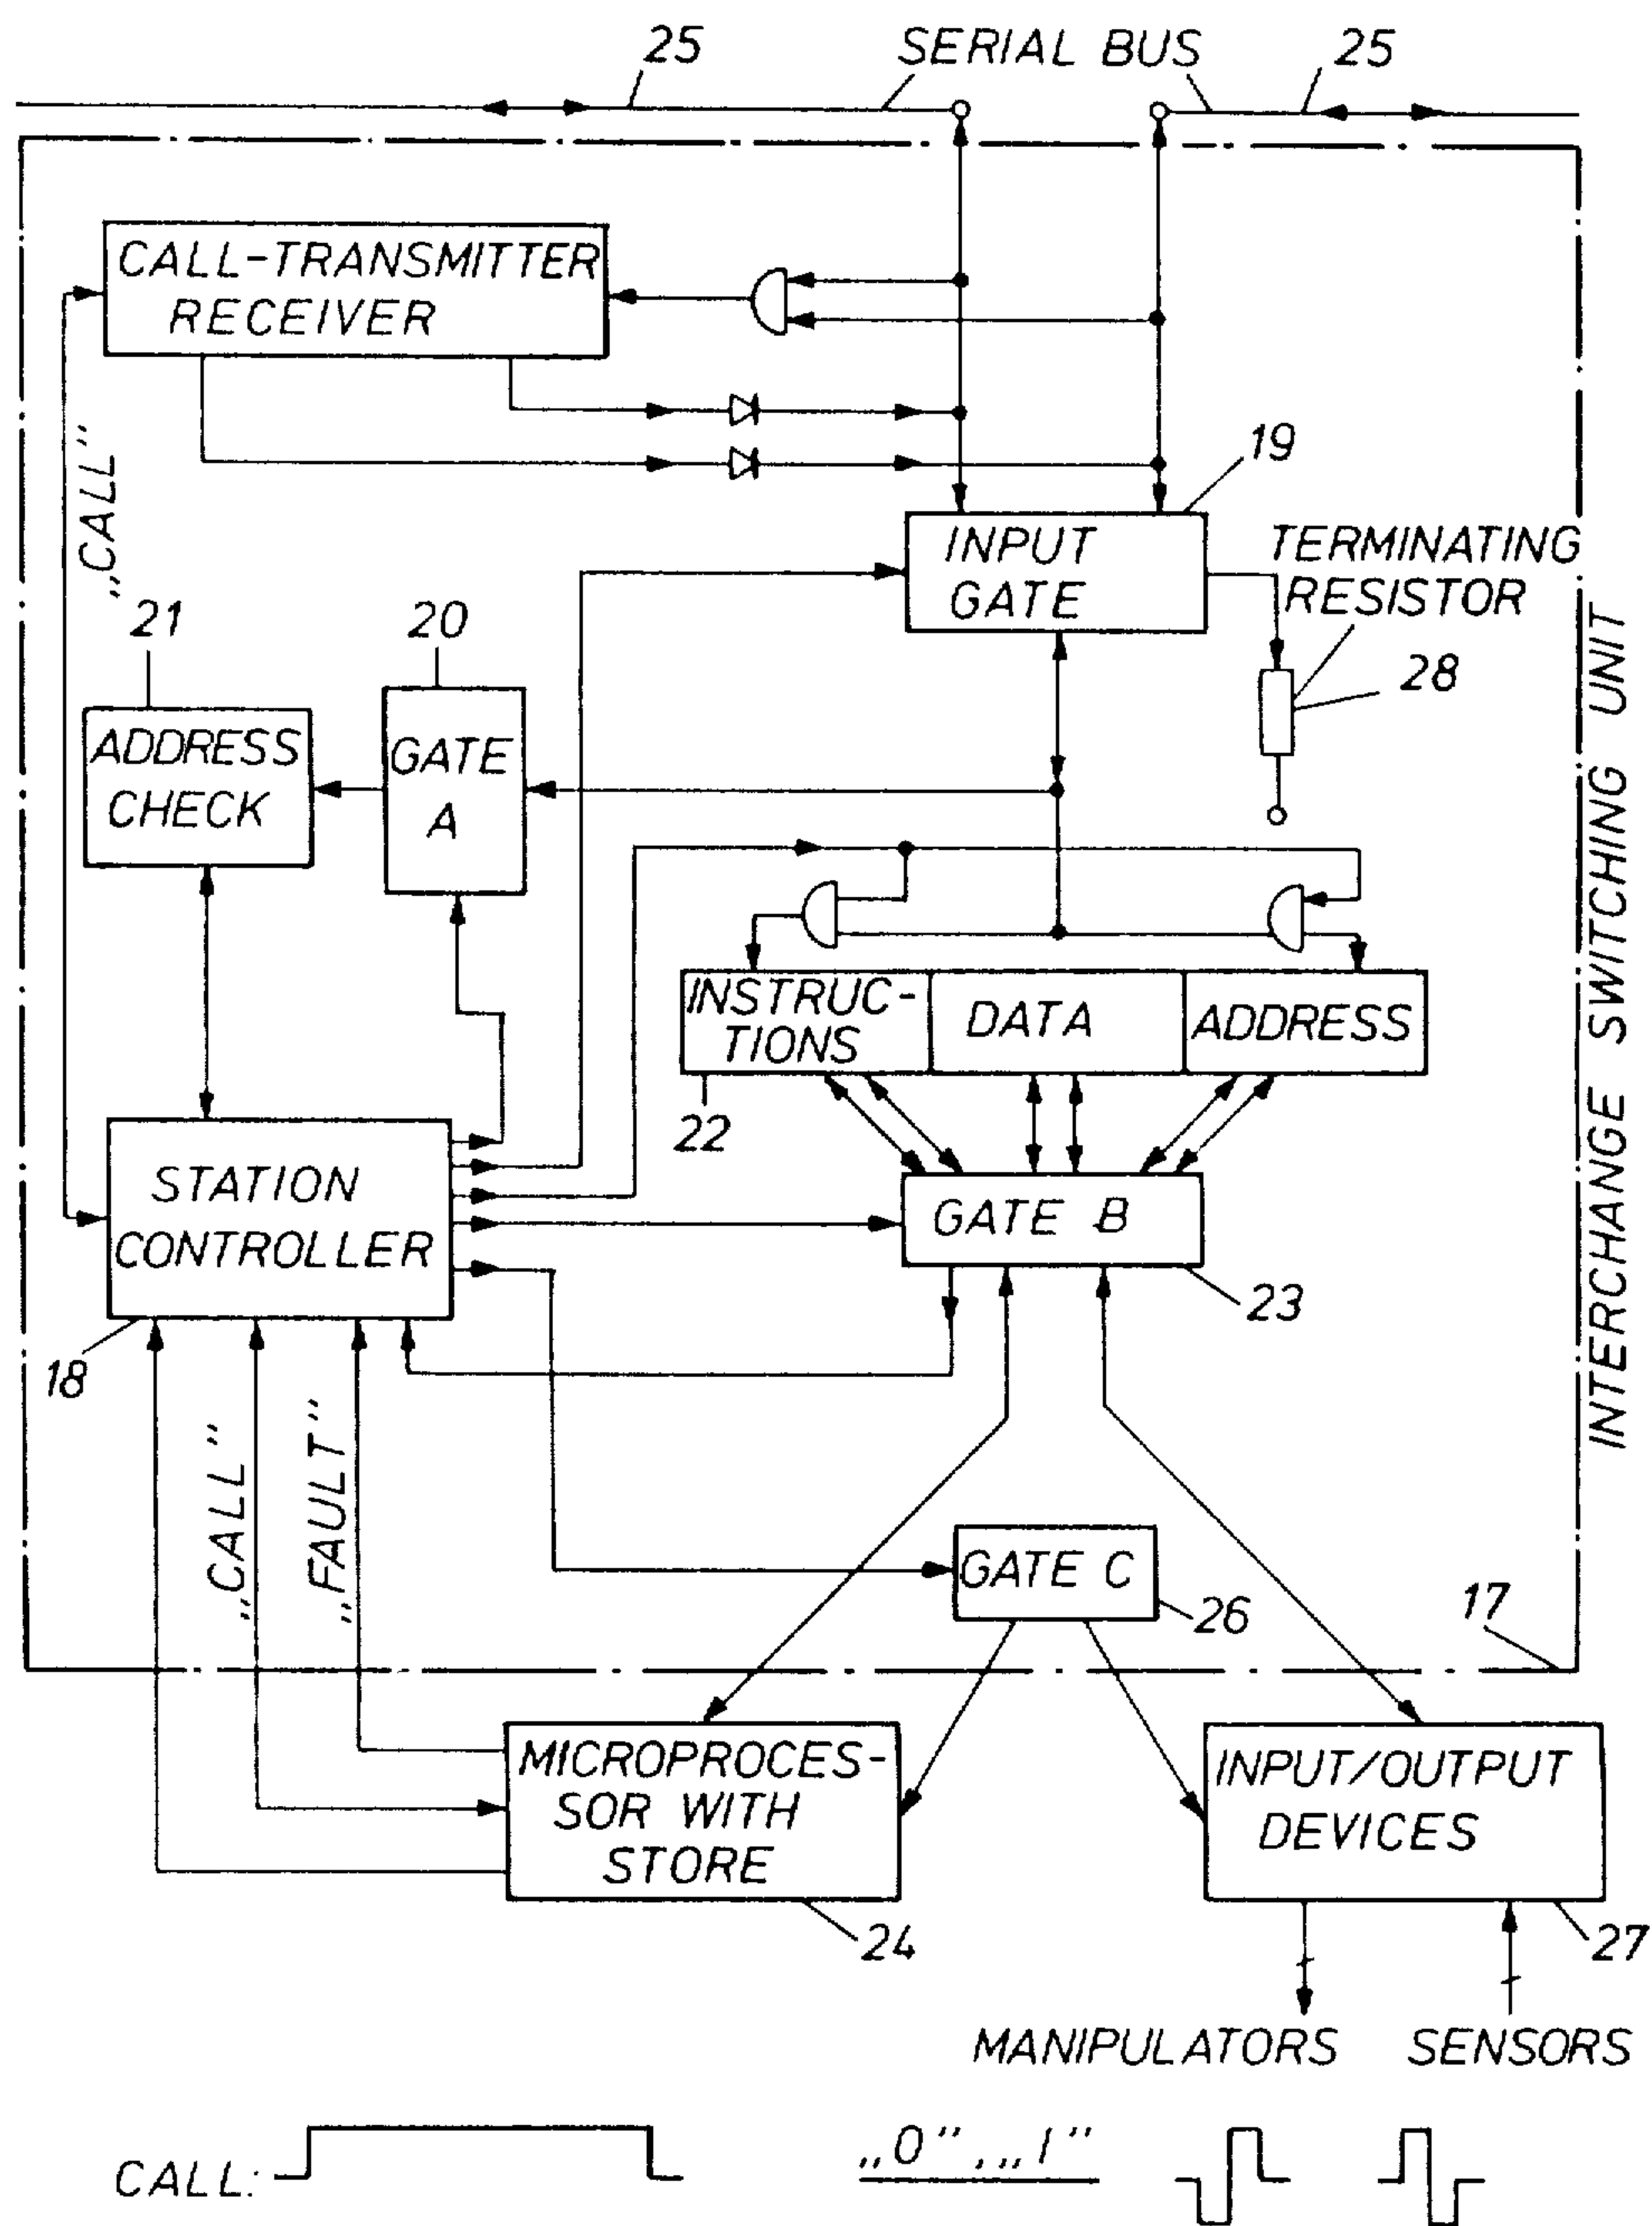 25
SERIAL BUS
25
CALL-TRANSMITTER
RECEIVER
„CALL”
19
INPUT
GATE
TERMINATING
RESISTOR
28
21
20
ADDRESS
CHECK
GATE
A
INTERCHANGE SWITCHING UNIT
INSTRUC-
TIONS
DATA
ADDRESS
22
STATION
CONTROLLER
GATE B
23
18
„CALL”
„FAULT”
GATE C
26
17
MICROPROCES-
SOR WITH
STORE
INPUT/OUTPUT
DEVICES
24
27
MANIPULATORS
SENSORS
CALL:
„0”, „1”